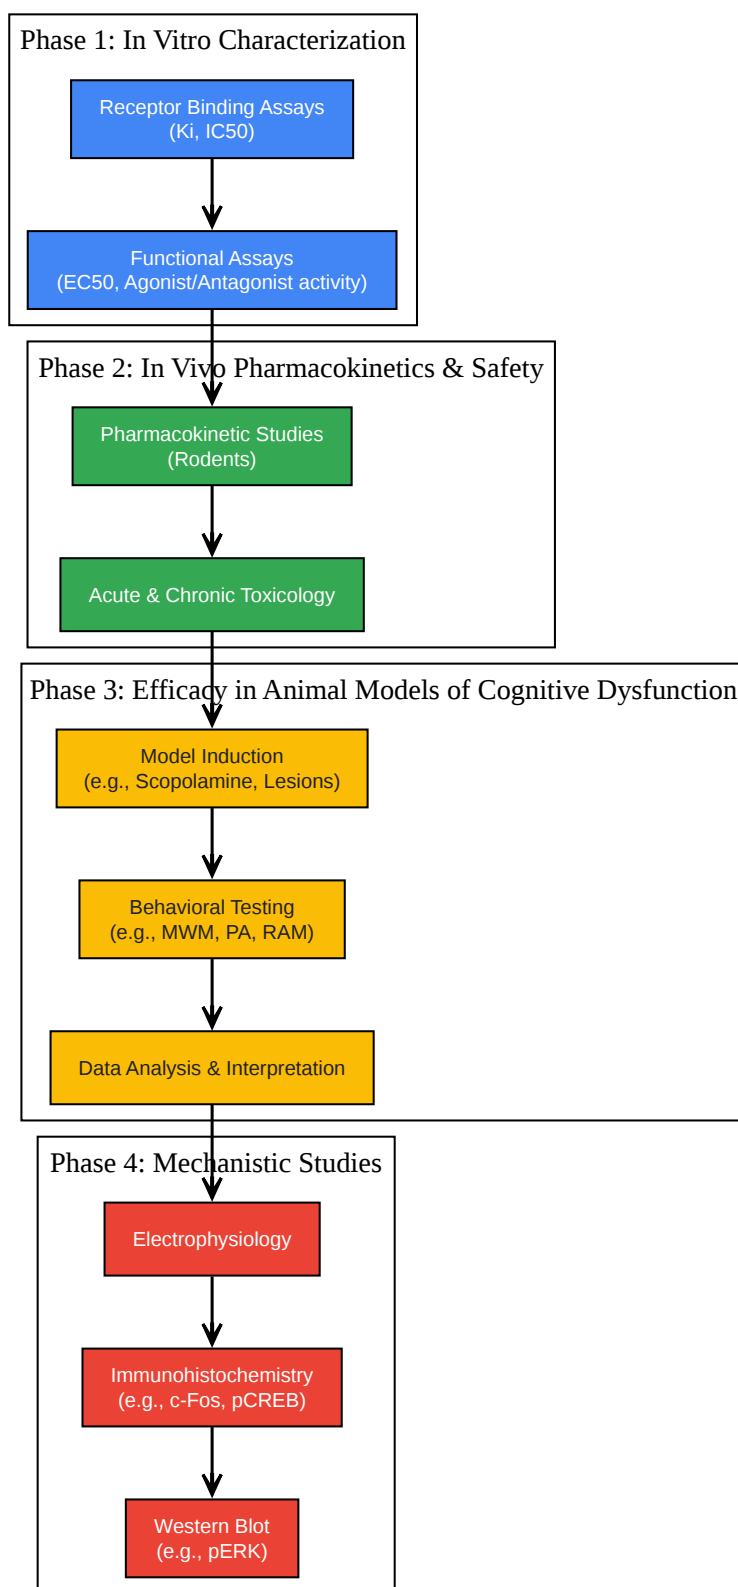 Phase 1: In Vitro Characterization
Receptor Binding Assays
(Ki, IC50)
Functional Assays
(EC50, Agonist/Antagonist activity)
Phase 2: In Vivo Pharmacokinetics & Safety
Pharmacokinetic Studies
(Rodents)
Acute & Chronic Toxicology
Phase 3: Efficacy in Animal Models of Cognitive Dysfunction
Model Induction
(e.g., Scopolamine, Lesions)
Behavioral Testing
(e.g., MWM, PA, RAM)
Data Analysis & Interpretation
Phase 4: Mechanistic Studies
Electrophysiology
Immunohistochemistry
(e.g., c-Fos, pCREB)
Western Blot
(e.g., pERK)